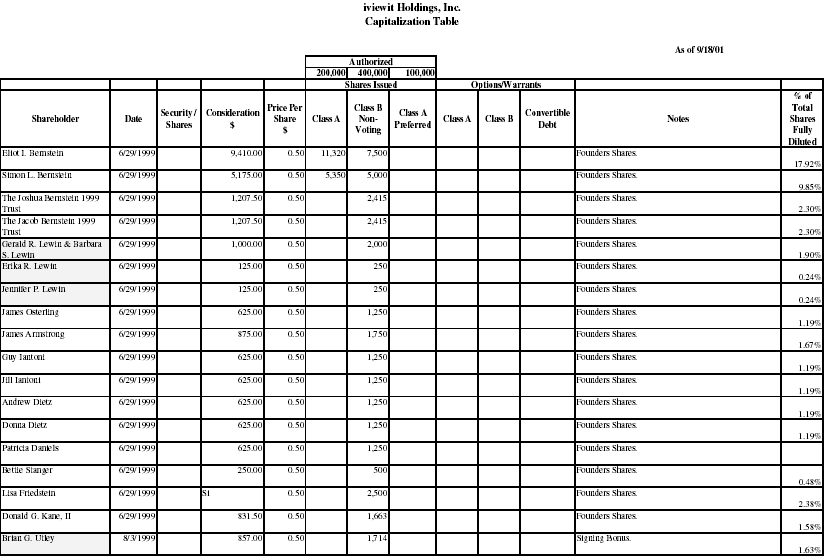 iviewit Holdings, Inc.
Capitalization Table
As of 9/18/01
Authorized
200,000 400,000 100,000
Shares Issued Options/Warrants
Shareholder Date Security / Shares Consideration $ Price Per Share $ Class A Class B Non-Voting Class A Preferred Class A Class B Convertible Debt Notes % of Total Shares Fully Diluted
Eliot I. Bernstein 6/29/1999 9,410.00 0.50 11,320 7,500 Founders Shares. 17.92%
Simon L. Bernstein 6/29/1999 5,175.00 0.50 5,350 5,000 Founders Shares. 9.85%
The Joshua Bernstein 1999 Trust 6/29/1999 1,207.50 0.50 2,415 Founders Shares. 2.30%
The Jacob Bernstein 1999 Trust 6/29/1999 1,207.50 0.50 2,415 Founders Shares. 2.30%
Gerald R. Lewin & Barbara S. Lewin 6/29/1999 1,000.00 0.50 2,000 Founders Shares. 1.90%
Erika R. Lewin 6/29/1999 125.00 0.50 250 Founders Shares. 0.24%
Jennifer P. Lewin 6/29/1999 125.00 0.50 250 Founders Shares. 0.24%
James Osterling 6/29/1999 625.00 0.50 1,250 Founders Shares. 1.19%
James Armstrong 6/29/1999 875.00 0.50 1,750 Founders Shares. 1.67%
Guy Iantoni 6/29/1999 625.00 0.50 1,250 Founders Shares. 1.19%
Jill Iantoni 6/29/1999 625.00 0.50 1,250 Founders Shares. 1.19%
Andrew Dietz 6/29/1999 625.00 0.50 1,250 Founders Shares. 1.19%
Donna Dietz 6/29/1999 625.00 0.50 1,250 Founders Shares. 1.19%
Patricia Daniels 6/29/1999 625.00 0.50 1,250 Founders Shares.
Bettie Stanger 6/29/1999 250.00 0.50 500 Founders Shares. 0.48%
Lisa Friedstein 6/29/1999 Si 0.50 2,500 Founders Shares. 2.38%
Donald G. Kane, II 6/29/1999 831.50 0.50 1,663 Founders Shares. 1.58%
Brian G. Utley 8/3/1999 857.00 0.50 1,714 Signing Bonus. 1.63%